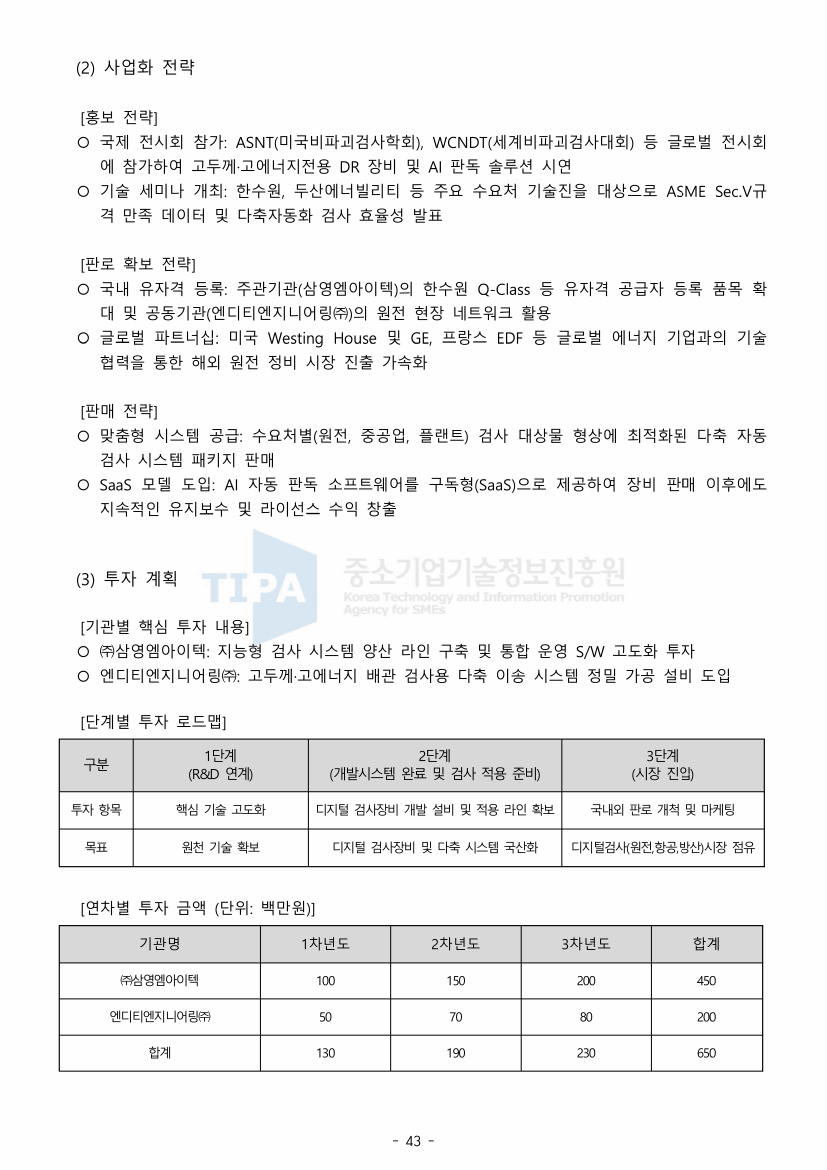 (2) 사업화 전략
[홍보 전략]
○ 국제 전시회 참가: ASNT(미국비파괴검사학회), WCNDT(세계비파괴검사대회) 등 글로벌 전시회
에 참가하여 고두께·고에너지전용 DR 장비 및 AI 판독 솔루션 시연
○ 기술 세미나 개최: 한수원, 두산에너빌리티 등 주요 수요처 기술진을 대상으로 ASME Sec.V규
격 만족 데이터 및 다축자동화 검사 효율성 발표
[판로 확보 전략]
○ 국내 유자격 등록: 주관기관(삼영엠아이텍)의 한수원 Q-Class 등 유자격 공급자 등록 품목 확
대 및 공동기관(엔디티엔지니어링㈜)의 원전 현장 네트워크 활용
○ 글로벌 파트너십: 미국 Westing House 및 GE, 프랑스 EDF 등 글로벌 에너지 기업과의 기술
협력을 통한 해외 원전 정비 시장 진출 가속화
[판매 전략]
○ 맞춤형 시스템 공급: 수요처별(원전, 중공업, 플랜트) 검사 대상물 형상에 최적화된 다축 자동
검사 시스템 패키지 판매
○ SaaS 모델 도입: AI 자동 판독 소프트웨어를 구독형(SaaS)으로 제공하여 장비 판매 이후에도
지속적인 유지보수 및 라이선스 수익 창출
TIPA 중소기업기술정보진흥원
Korea Technology and Information Promotion
Agency for SMEs
(3) 투자 계획
[기관별 핵심 투자 내용]
○ ㈜삼영엠아이텍: 지능형 검사 시스템 양산 라인 구축 및 통합 운영 S/W 고도화 투자
○ 엔디티엔지니어링㈜: 고두께·고에너지 배관 검사용 다축 이송 시스템 정밀 가공 설비 도입
[단계별 투자 로드맵]
구분 1단계 2단계 3단계
(R&D 연계) (개발시스템 완료 및 검사 적용 준비) (시장 진입)
투자 항목 핵심 기술 고도화 디지털 검사장비 개발 설비 및 적용 라인 확보 국내외 판로 개척 및 마케팅
목표 원천 기술 확보 디지털 검사장비 및 다축 시스템 국산화 디지털검사(원전,항공,방산)시장 점유
[연차별 투자 금액 (단위: 백만원)]
기관명 1차년도 2차년도 3차년도 합계
㈜삼영엠아이텍 100 150 200 450
엔디티엔지니어링㈜ 50 70 80 200
합계 130 190 230 650
- 43 -